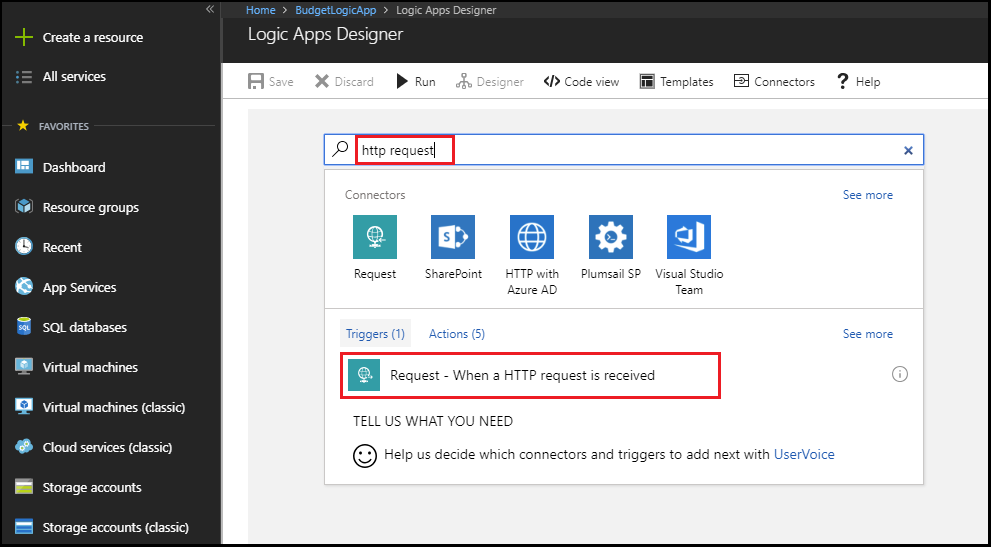 Home > BudgetLogicApp > Logic Apps Designer
Logic Apps Designer
Create a resource
All services
FAVORITES
Dashboard
Resource groups
Recent
App Services
SQL databases
Virtual machines
Virtual machines (classic)
Cloud services (classic)
Storage accounts
Storage accounts (classic)
Save Discard Run Designer Code view Templates Connectors Help
http request
Connectors See more
Request SharePoint HTTP with Azure AD Plumsail SP Visual Studio Team
Triggers (1) Actions (5) See more
Request - When a HTTP request is received
TELL US WHAT YOU NEED
Help us decide which connectors and triggers to add next with UserVoice